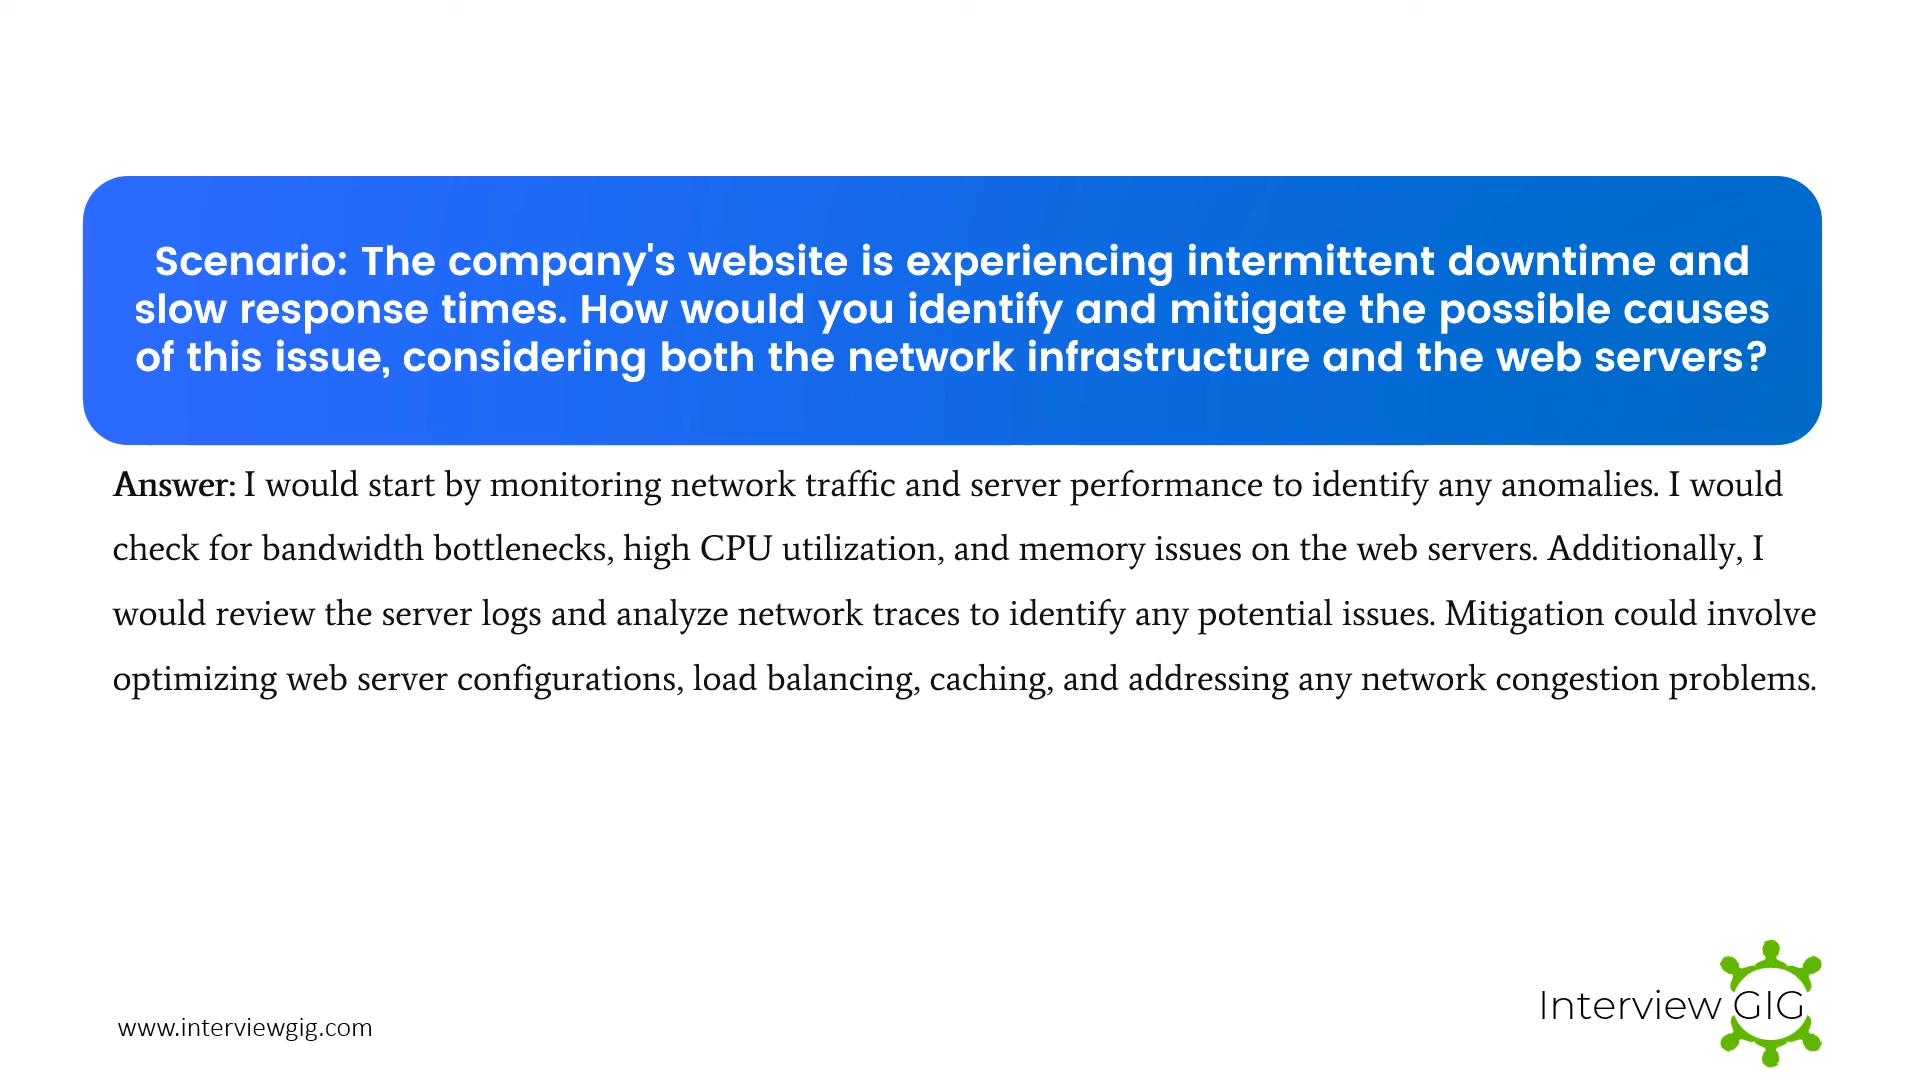 Scenario: The company's website is experiencing intermittent downtime and
slow response times. How would you identify and mitigate the possible causes
of this issue, considering both the network infrastructure and the web servers?
Answer: I would start by monitoring network traffic and server performance to identify any anomalies. I would
check for bandwidth bottlenecks, high CPU utilization, and memory issues on the web servers. Additionally, I
would review the server logs and analyze network traces to identify any potential issues. Mitigation could involve
optimizing web server configurations, load balancing, caching, and addressing any network congestion problems.
Interview GIG
www.interviewgig.com